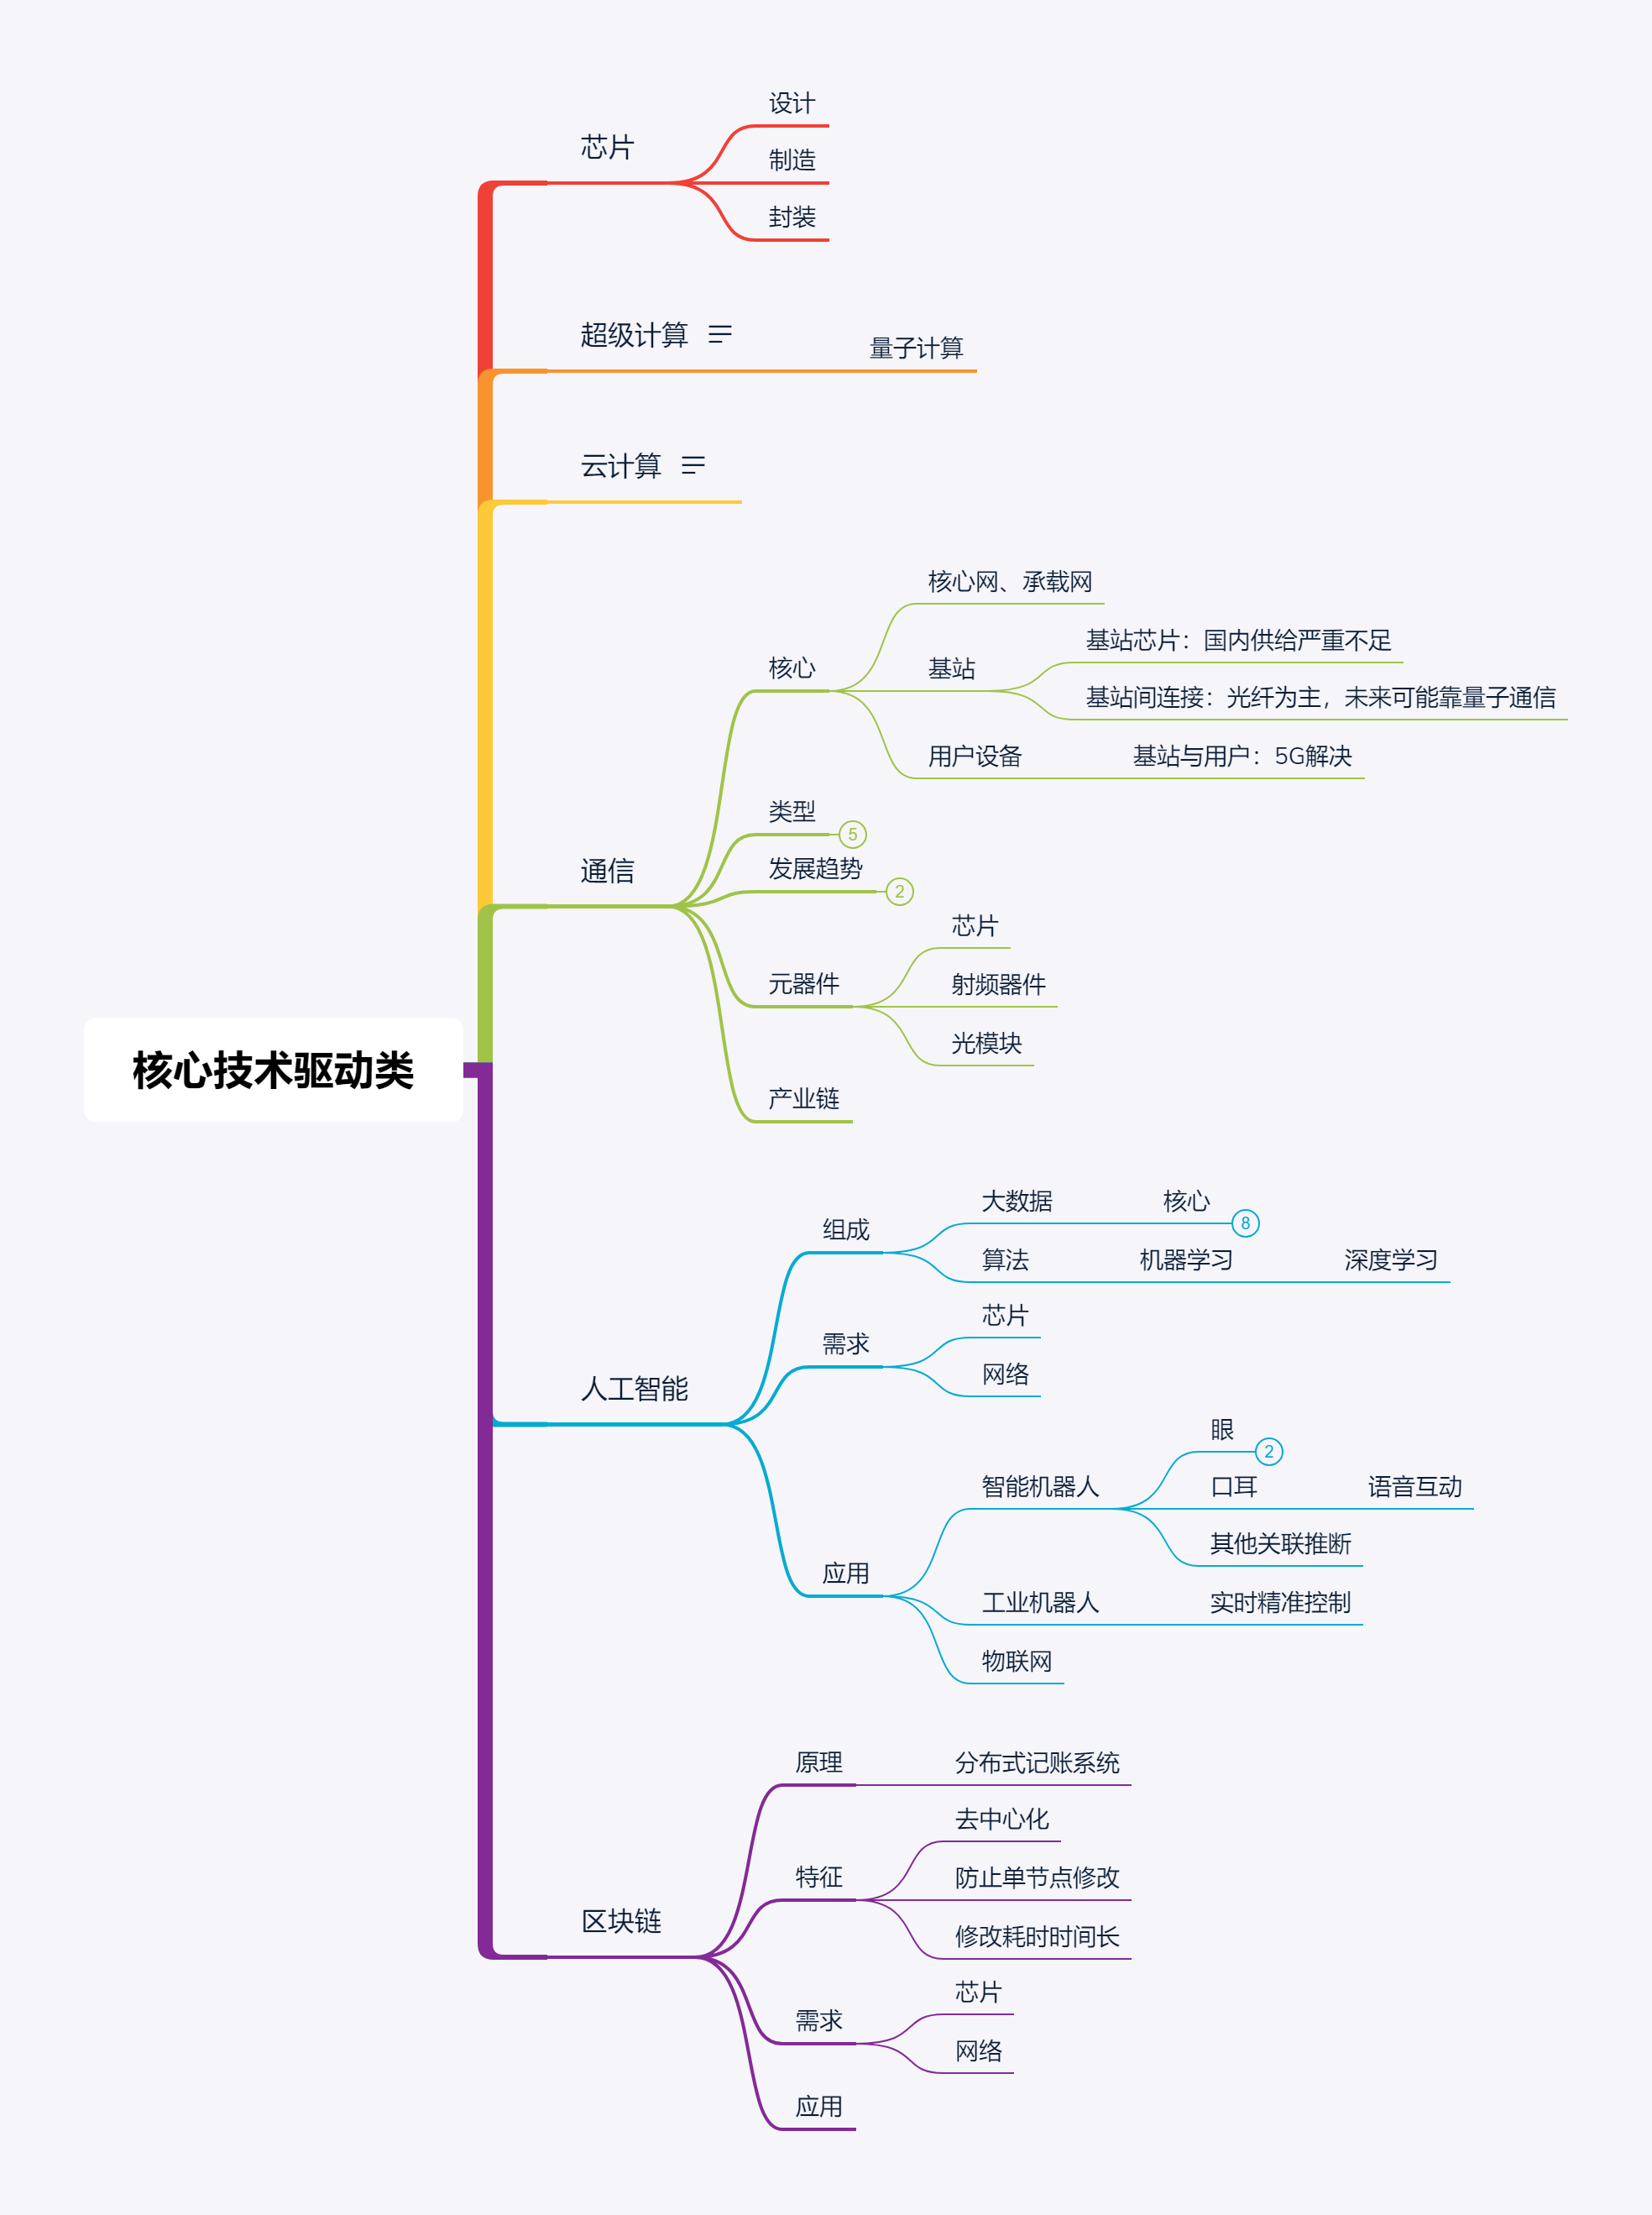 核心技术驱动类
芯片
设计
制造
封装
超级计算
量子计算
云计算
通信
核心
核心网、承载网
基站
基站芯片：国内供给严重不足
基站间连接：光纤为主，未来可能靠量子通信
用户设备
基站与用户：5G解决
类型
5
发展趋势
2
元器件
芯片
射频器件
光模块
产业链
人工智能
组成
大数据
核心
8
算法
机器学习
深度学习
需求
芯片
网络
应用
智能机器人
眼
2
口耳
语音互动
其他关联推断
工业机器人
实时精准控制
物联网
区块链
原理
分布式记账系统
特征
去中心化
防止单节点修改
修改耗时时间长
需求
芯片
网络
应用